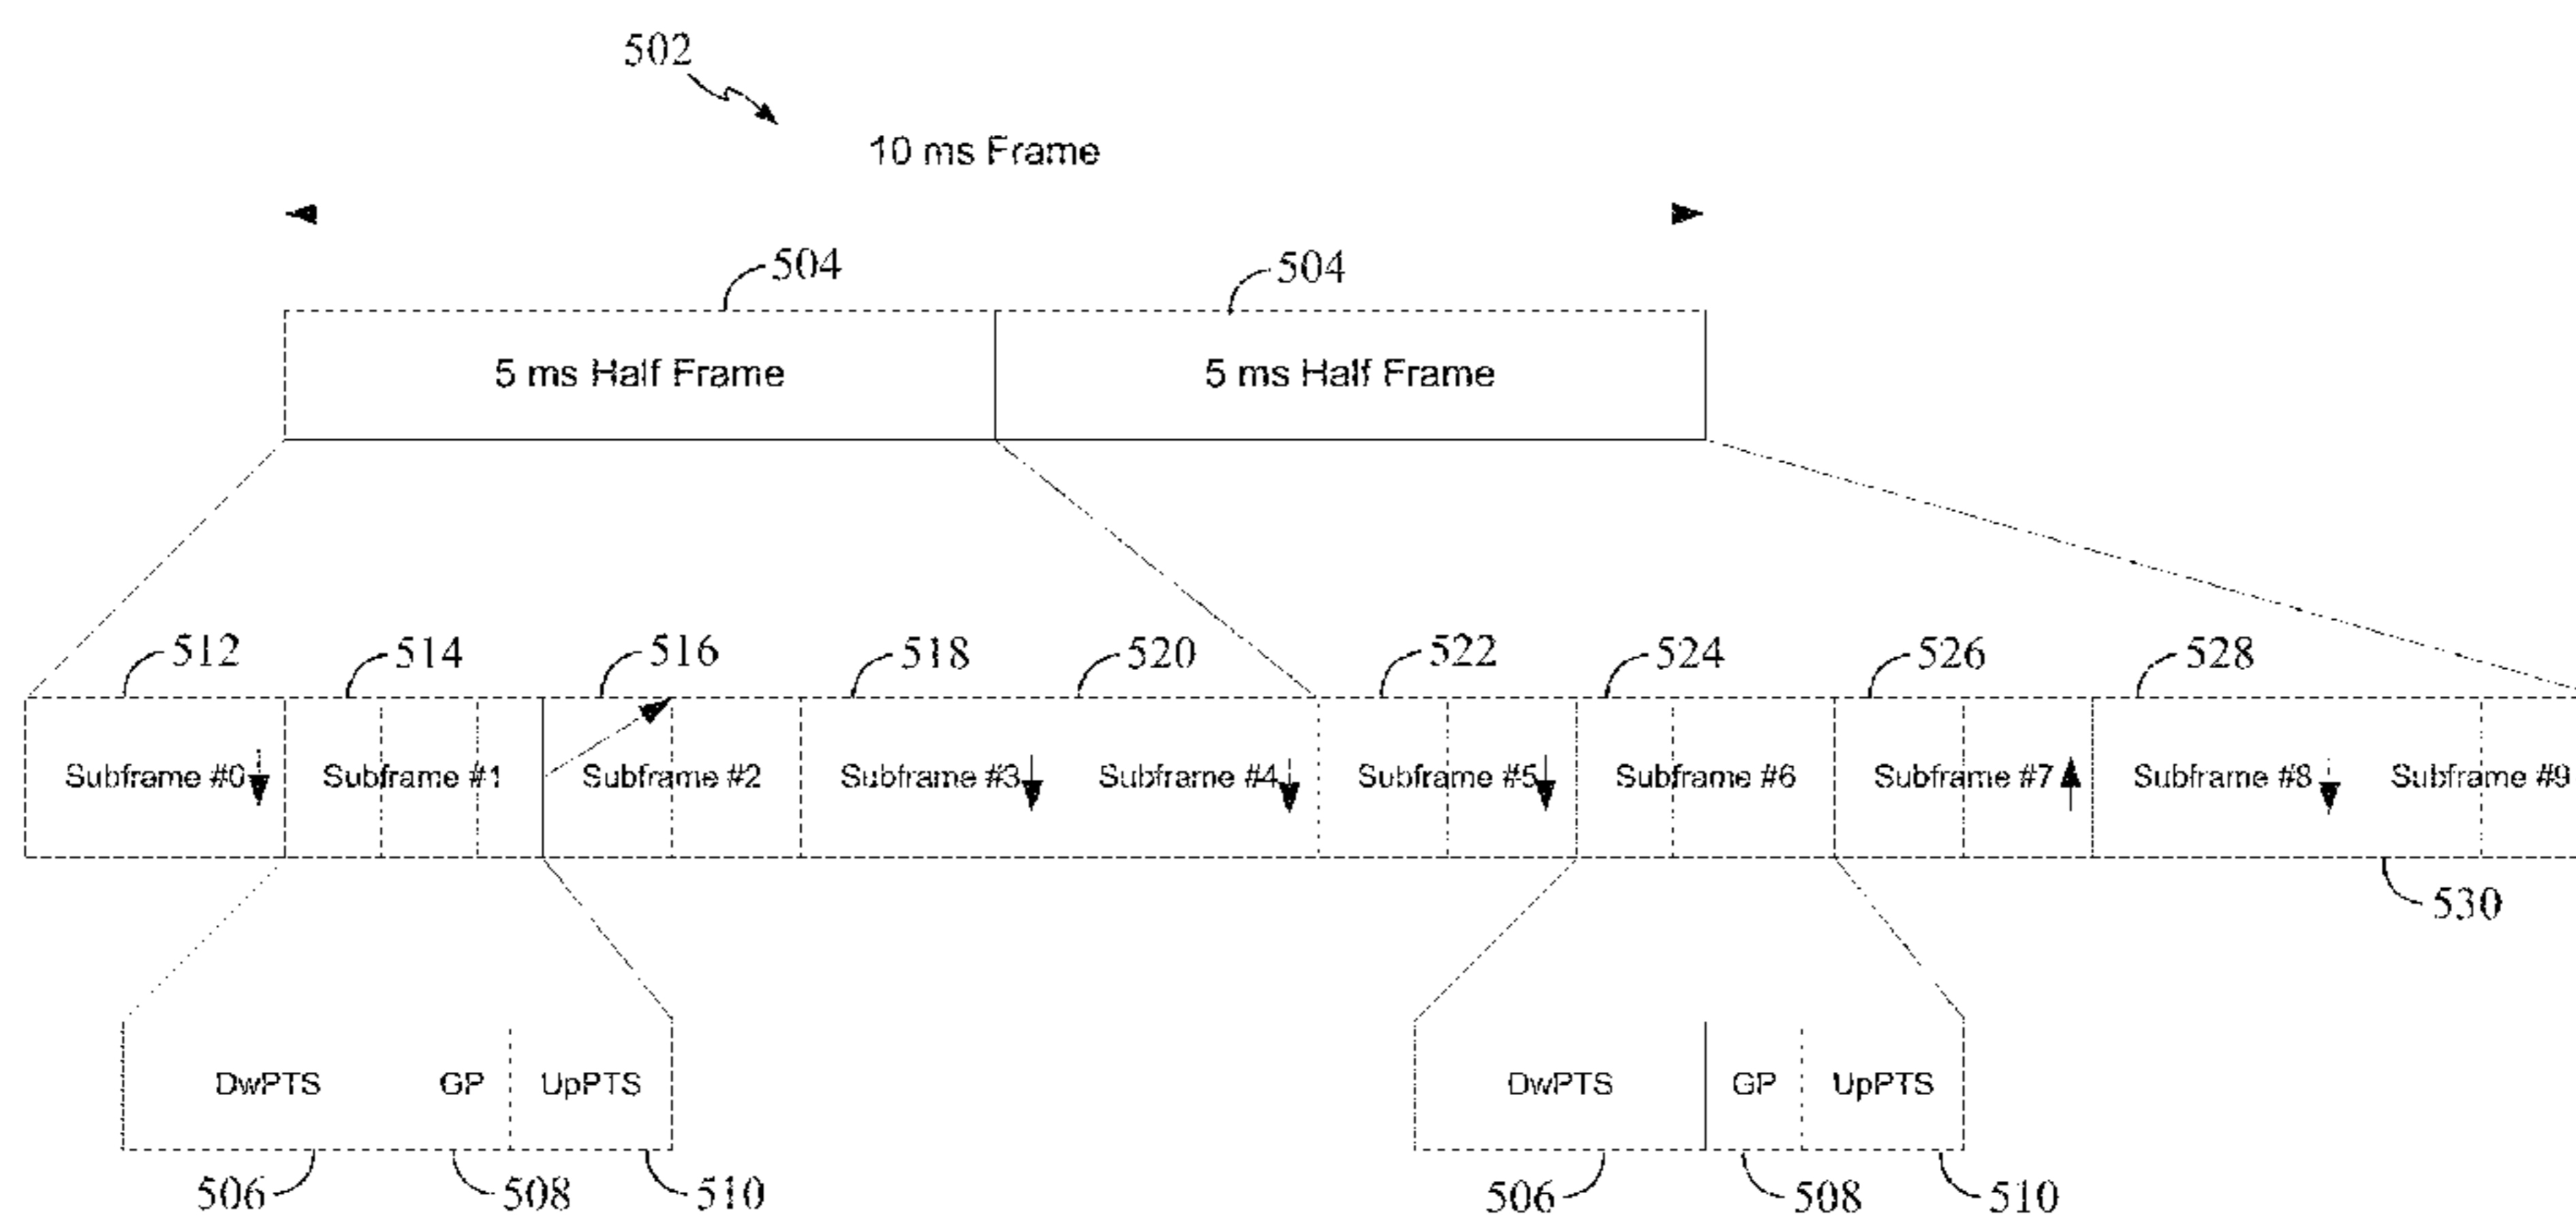 502
10 ms Frame
504 504
5 ms Half Frame 5 ms Half Frame
512 514 516 518 520 522 524 526 528
Subframe #0 Subframe #1 Subframe #2 Subframe #3 Subframe #4 Subframe #5 Subframe #6 Subframe #7 Subframe #8 Subframe #9
530
DwPTS GP UpPTS DwPTS GP UpPTS
506 508 510 506 508 510